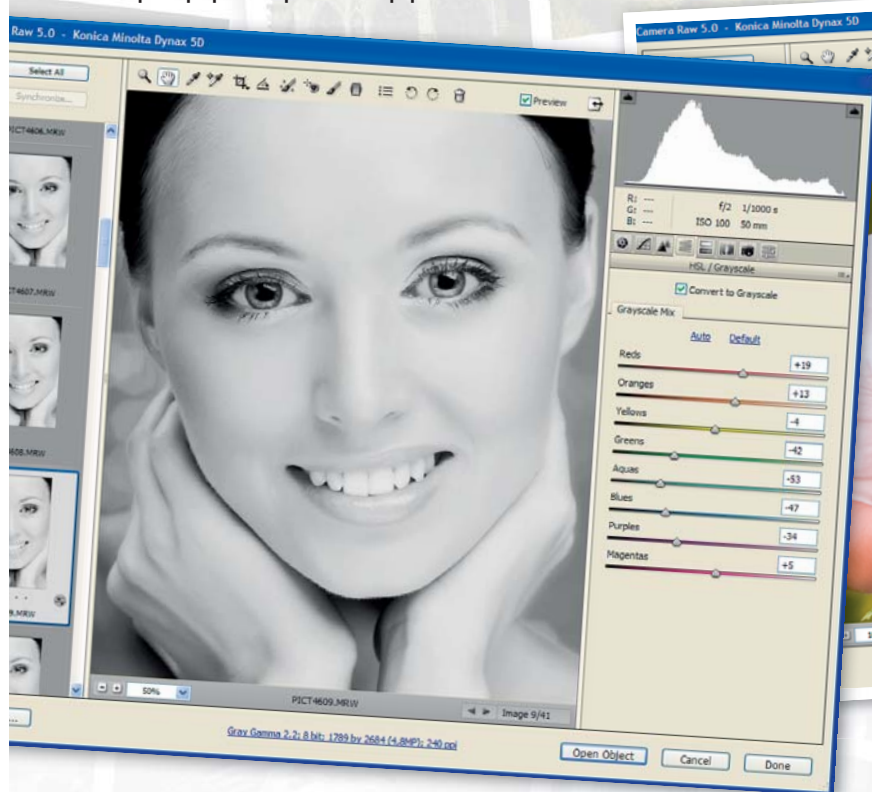 Raw 5.0 - Konica Minolta Dynax 5D
Camera Raw 5.0 - Konica Minolta Dynax 5D
Select All
Synchronize...
PICT4606.MRW
Preview
R: ---
G: ---
B: ---
f/2 1/1000 s
ISO 100 50 mm
HSL / Grayscale
Convert to Grayscale
Grayscale Mix
Auto Default
Reds +19
Oranges +13
Yellows -4
Greens -42
Aquas -53
Blues -47
Purples -34
Magentas +5
CT4607.MRW
608.MRW
9.MRW
50%
PICT4609.MRW
Image 9/41
Gray Gamma 2.2; 8 bit; 1789 by 2684 (4,8MP); 240 ppi
Open Object
Cancel
Done